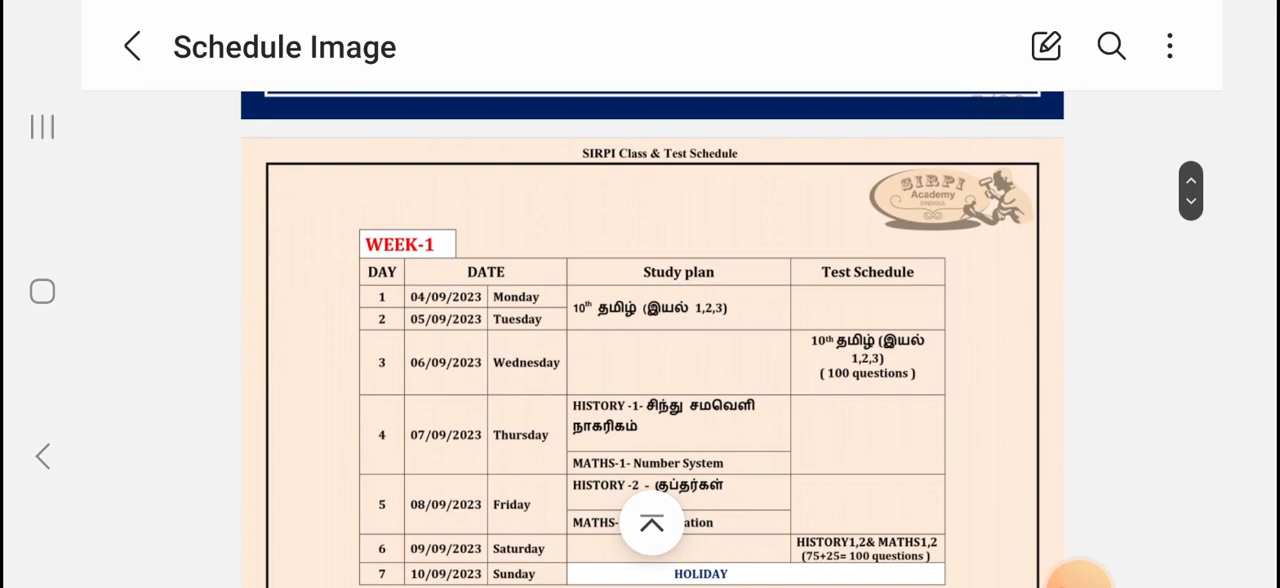 Schedule Image
SIRPI Class & Test Schedule
SIRPI
Academy
DINDIGUL
WEEK-1
DAY DATE Study plan Test Schedule
1 04/09/2023 Monday
10th தமிழ் (இயல் 1,2,3)
2 05/09/2023 Tuesday
3 06/09/2023 Wednesday
10th தமிழ் (இயல்
1,2,3)
( 100 questions )
4 07/09/2023 Thursday
HISTORY -1- சிந்து சமவெளி
நாகரிகம்
MATHS-1- Number System
5 08/09/2023 Friday
HISTORY -2 - குப்தர்கள்
MATHS-
6 09/09/2023 Saturday
HISTORY1,2& MATHS1,2
(75+25= 100 questions )
7 10/09/2023 Sunday HOLIDAY